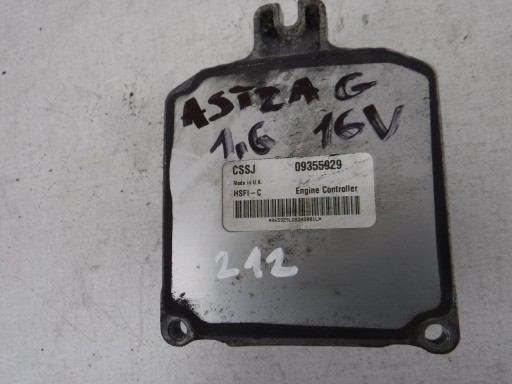 ASTRA G
1,6 16V
CSSJ 09355929
Made in U.K.
HSFI-C Engine Controller
212